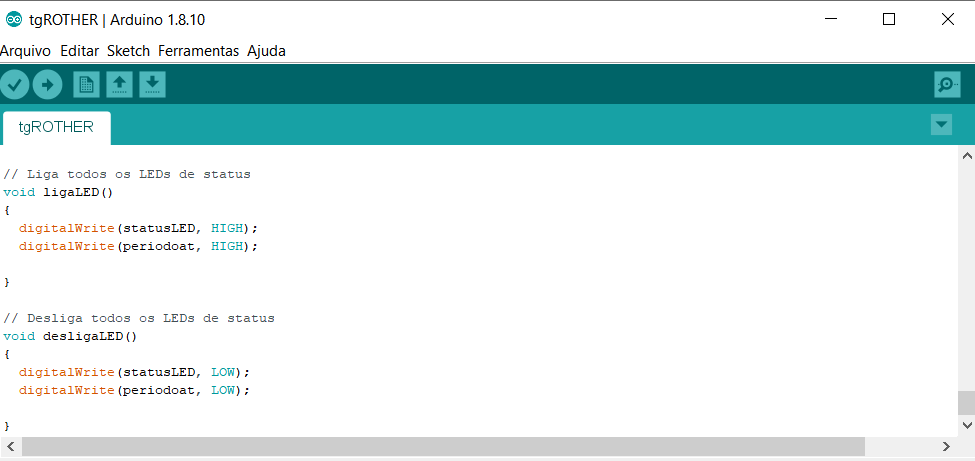 tgROTHER | Arduino 1.8.10
Arquivo Editar Sketch Ferramentas Ajuda
tgROTHER
// Liga todos os LEDs de status
void ligaLED()
{
  digitalWrite(statusLED, HIGH);
  digitalWrite(periodoat, HIGH);
}
// Desliga todos os LEDs de status
void desligaLED()
{
  digitalWrite(statusLED, LOW);
  digitalWrite(periodoat, LOW);
}